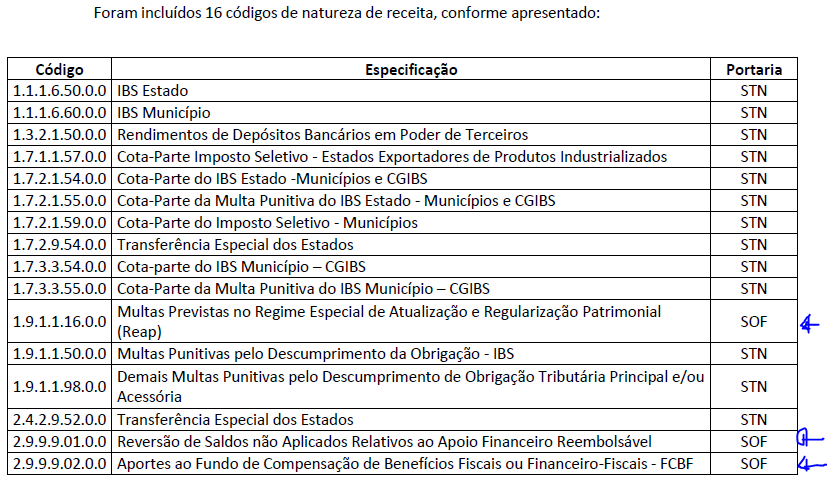 Foram incluídos 16 códigos de natureza de receita, conforme apresentado:
Código Especificação Portaria
1.1.1.6.50.0.0 IBS Estado STN
1.1.1.6.60.0.0 IBS Município STN
1.3.2.1.50.0.0 Rendimentos de Depósitos Bancários em Poder de Terceiros STN
1.7.1.1.57.0.0 Cota-Parte Imposto Seletivo - Estados Exportadores de Produtos Industrializados STN
1.7.2.1.54.0.0 Cota-Parte do IBS Estado -Municípios e CGIBS STN
1.7.2.1.55.0.0 Cota-Parte da Multa Punitiva do IBS Estado - Municípios e CGIBS STN
1.7.2.1.59.0.0 Cota-Parte do Imposto Seletivo - Municípios STN
1.7.2.9.54.0.0 Transferência Especial dos Estados STN
1.7.3.3.54.0.0 Cota-parte do IBS Município – CGIBS STN
1.7.3.3.55.0.0 Cota-Parte da Multa Punitiva do IBS Município – CGIBS STN
1.9.1.1.16.0.0 Multas Previstas no Regime Especial de Atualização e Regularização Patrimonial
(Reap) SOF
1.9.1.1.50.0.0 Multas Punitivas pelo Descumprimento da Obrigação - IBS STN
1.9.1.1.98.0.0 Demais Multas Punitivas pelo Descumprimento de Obrigação Tributária Principal e/ou
Acessória STN
2.4.2.9.52.0.0 Transferência Especial dos Estados STN
2.9.9.9.01.0.0 Reversão de Saldos não Aplicados Relativos ao Apoio Financeiro Reembolsável SOF
2.9.9.9.02.0.0 Aportes ao Fundo de Compensação de Benefícios Fiscais ou Financeiro-Fiscais - FCBF SOF